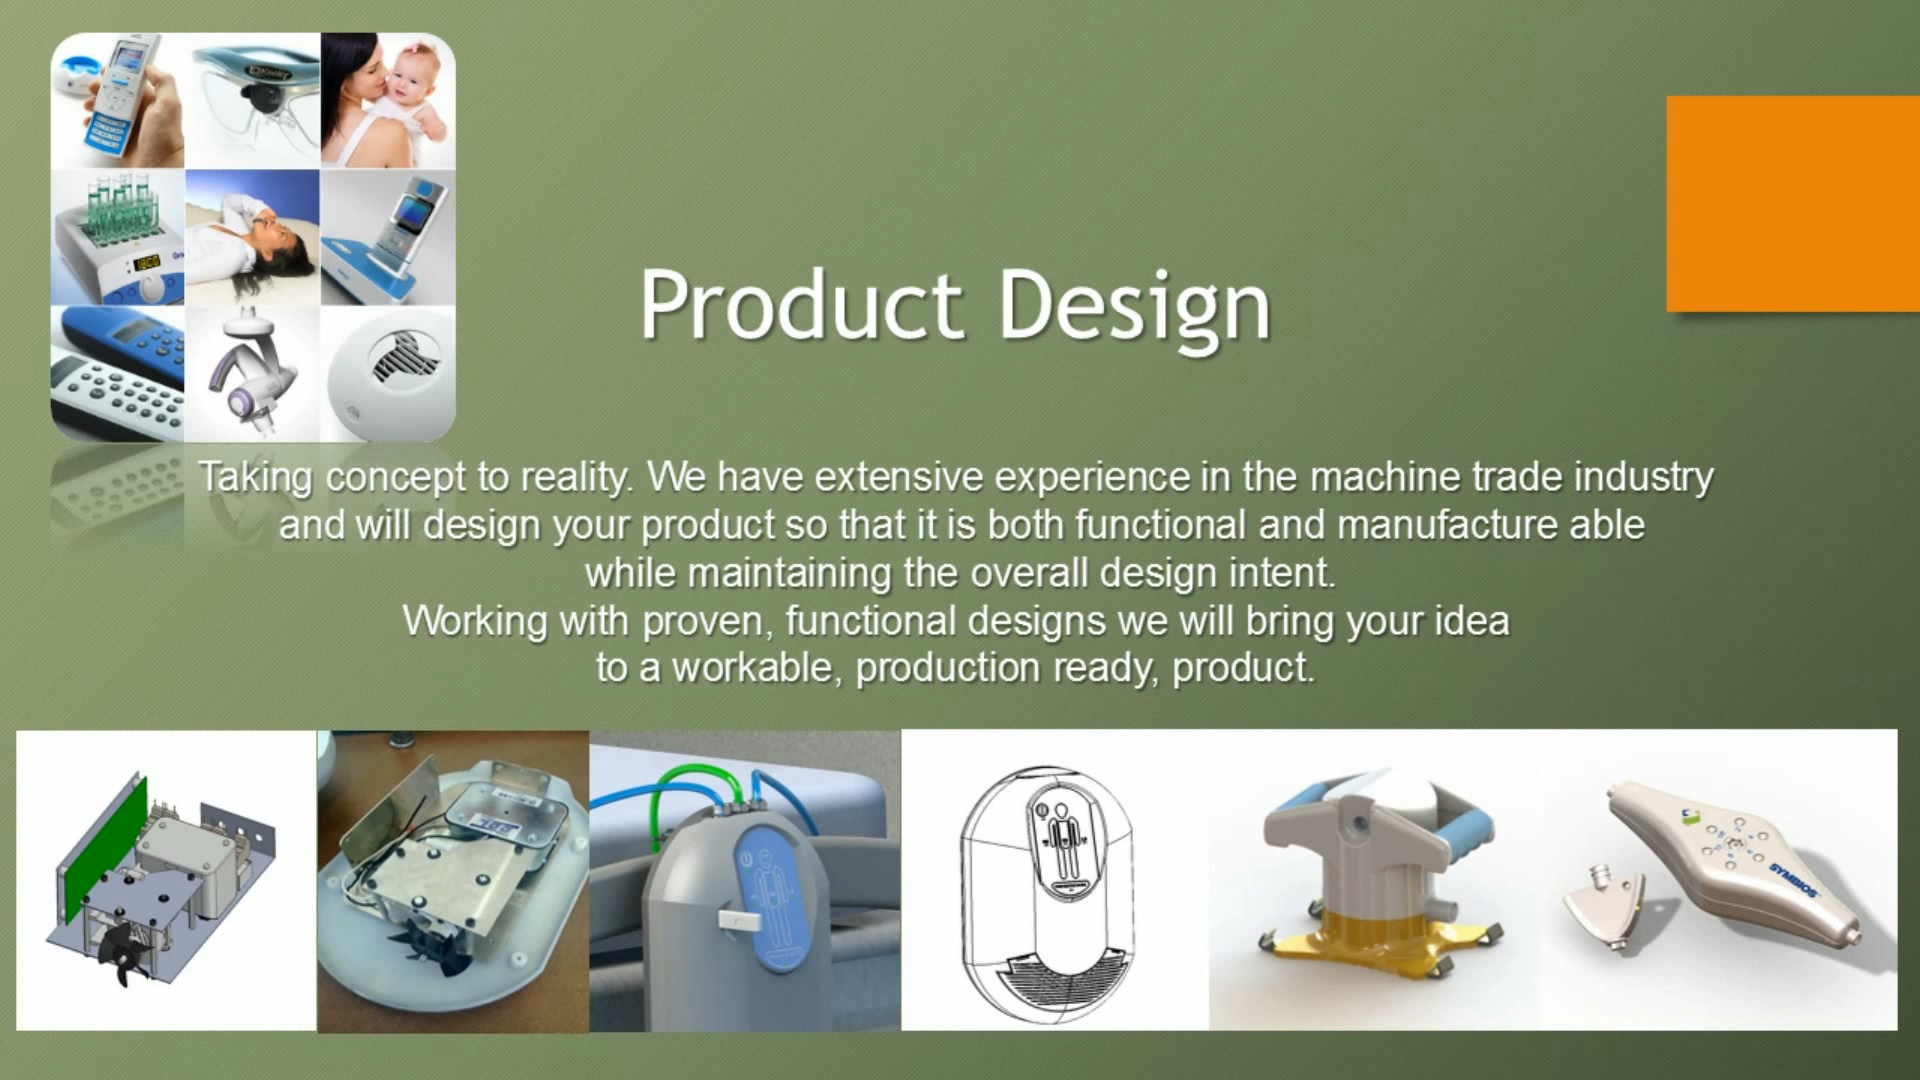 Product Design
Taking concept to reality. We have extensive experience in the machine trade industry
and will design your product so that it is both functional and manufacture able
while maintaining the overall design intent.
Working with proven, functional designs we will bring your idea
to a workable, production ready, product.
SYMBIOS